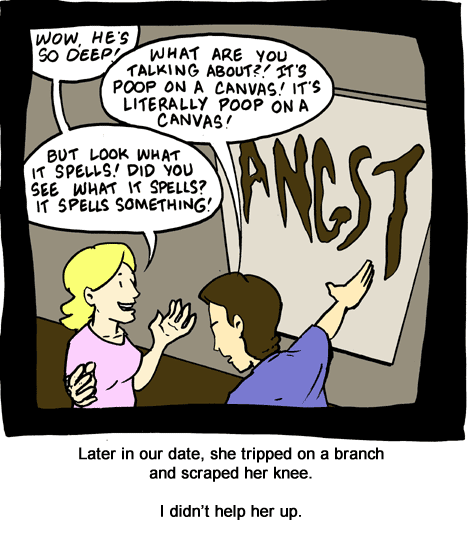 WOW, HE'S
SO DEEP!
WHAT ARE YOU
TALKING ABOUT?! IT'S
POOP ON A CANVAS! IT'S
LITERALLY POOP ON A
CANVAS!
BUT LOOK WHAT
IT SPELLS! DID YOU
SEE WHAT IT SPELLS?
IT SPELLS SOMETHING!
ANGST
Later in our date, she tripped on a branch
and scraped her knee.
I didn't help her up.